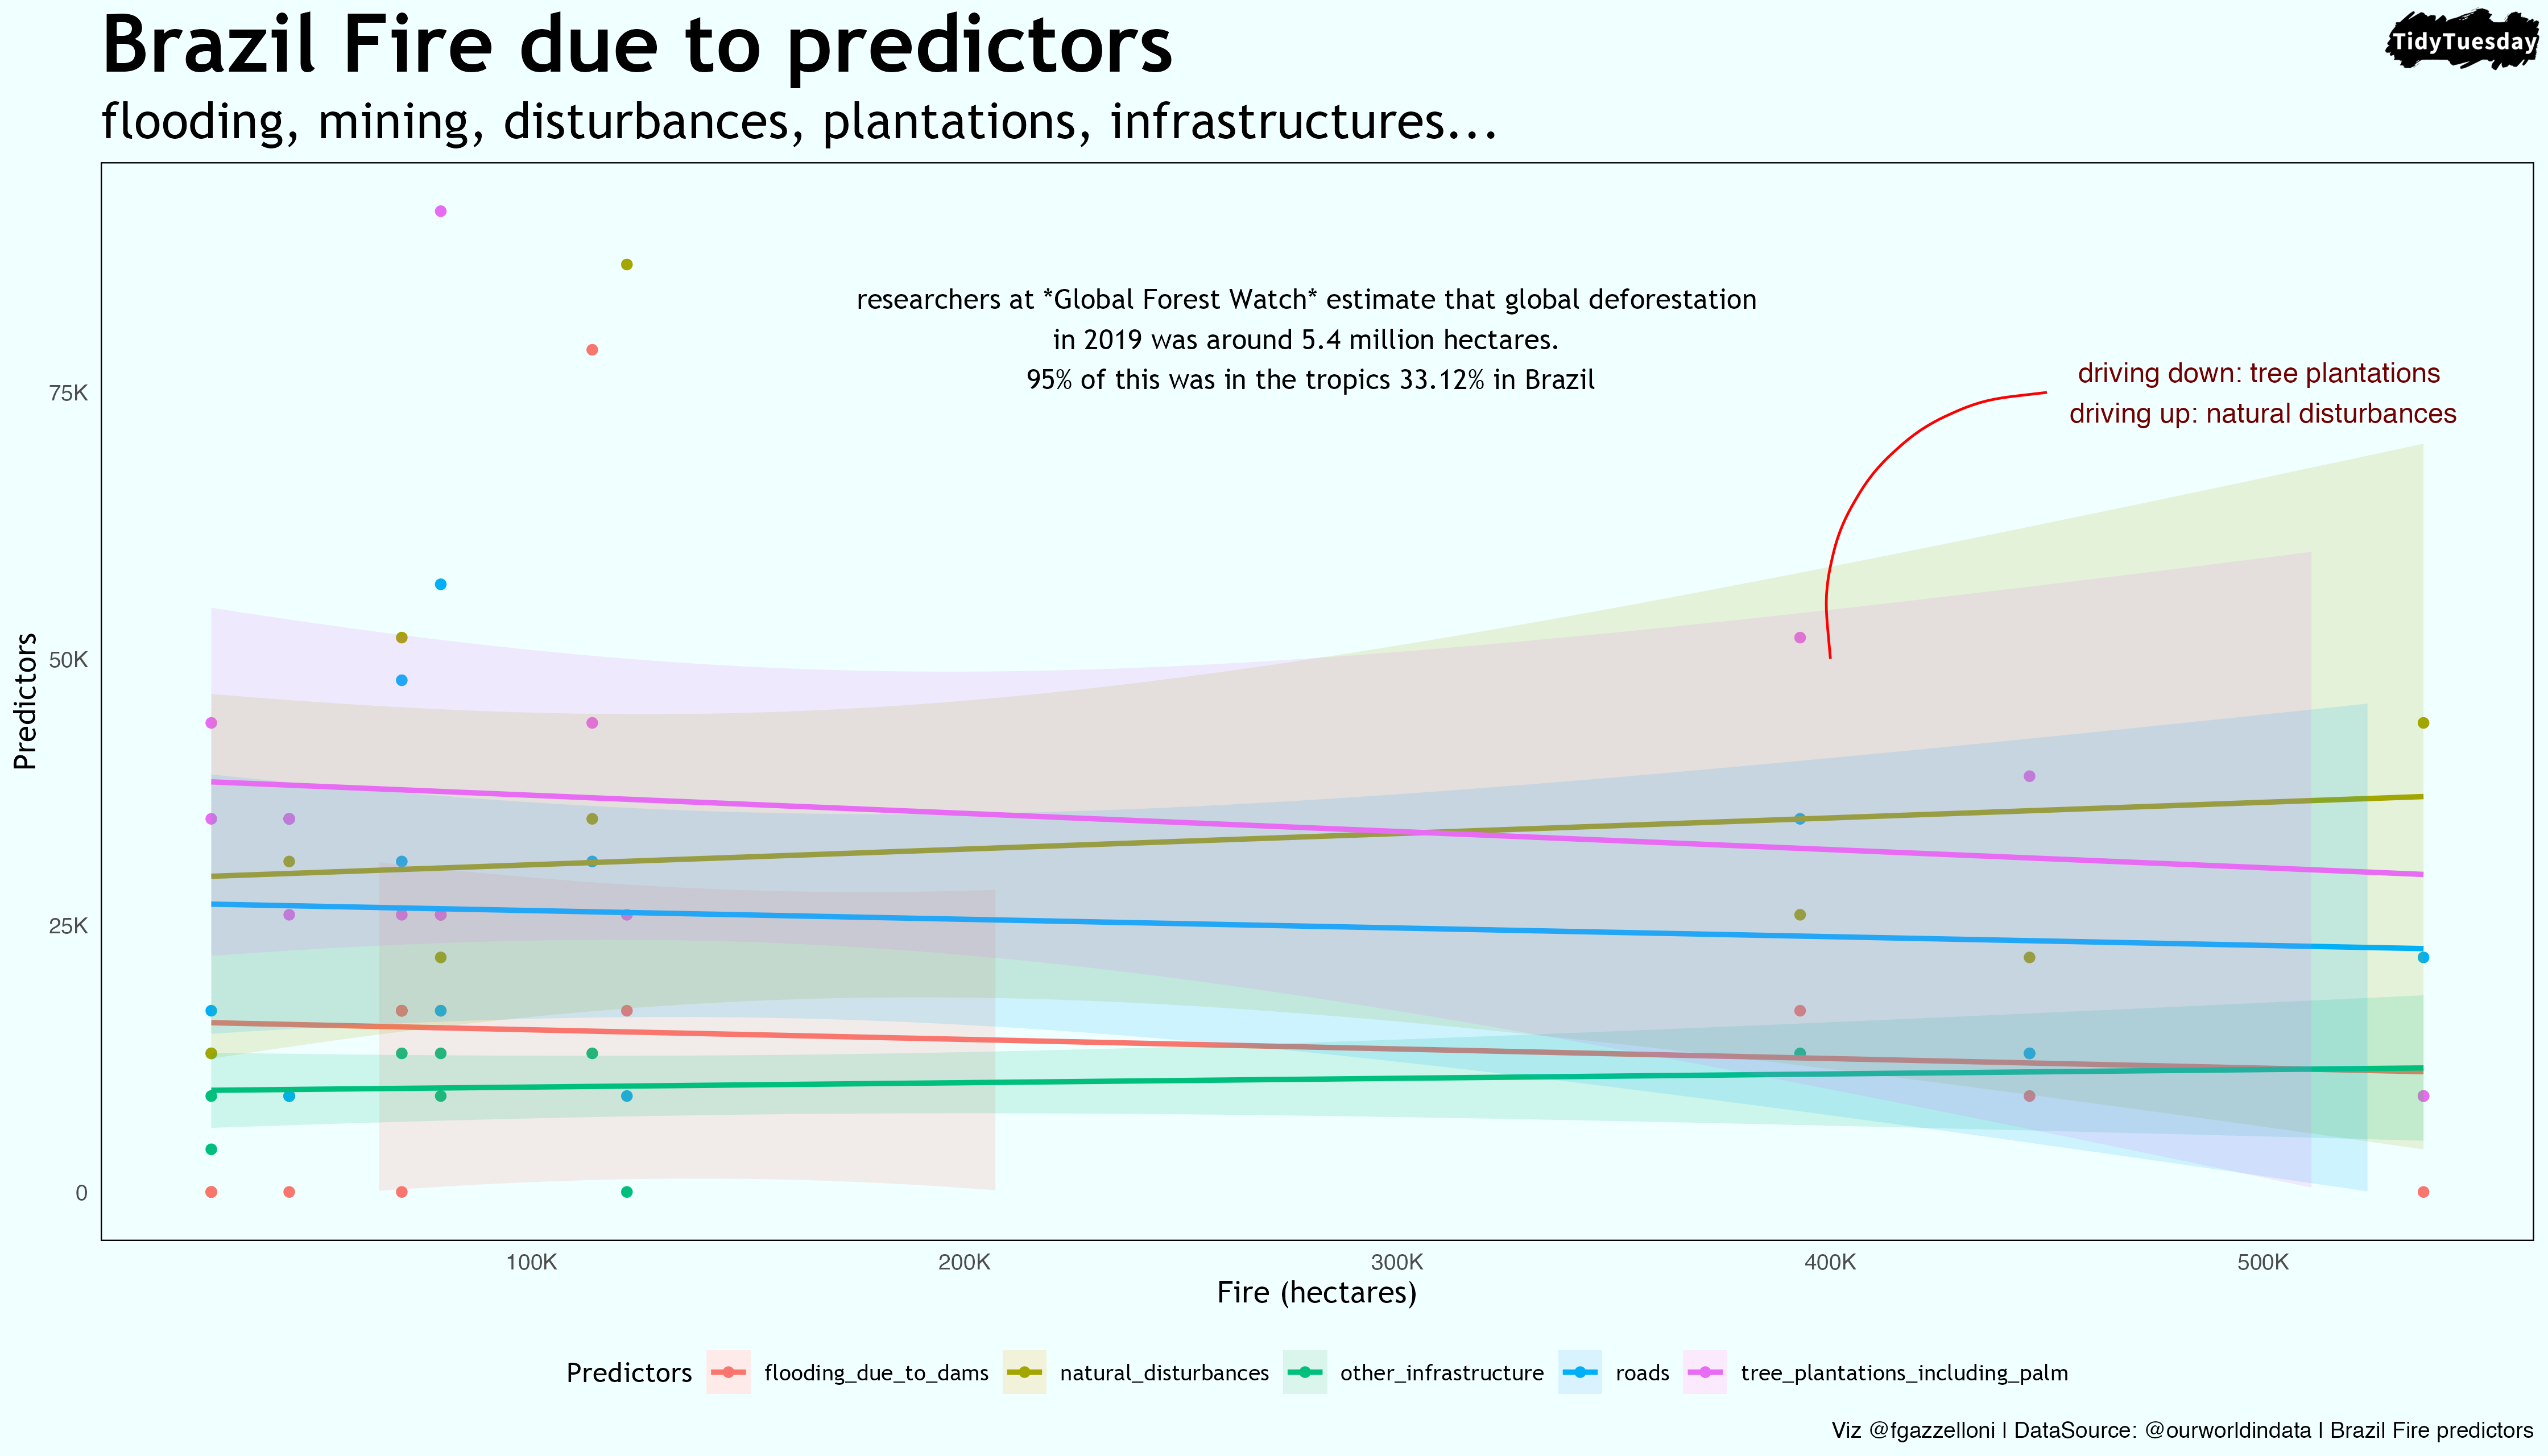 Brazil Fire due to predictors
TidyTuesday
flooding, mining, disturbances, plantations, infrastructures...
researchers at *Global Forest Watch* estimate that global deforestation
in 2019 was around 5.4 million hectares.
95% of this was in the tropics 33.12% in Brazil
driving down: tree plantations
driving up: natural disturbances
Predictors
75K
50K
25K
0
100K 200K 300K 400K 500K
Fire (hectares)
Predictors flooding_due_to_dams natural_disturbances other_infrastructure roads tree_plantations_including_palm
Viz @fgazzelloni | DataSource: @ourworldindata | Brazil Fire predictors